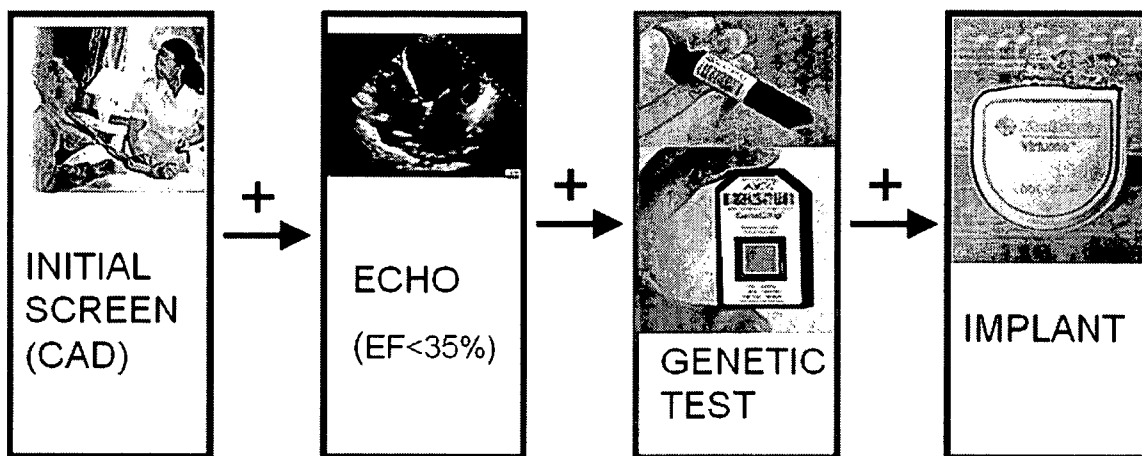 INITIAL
SCREEN
(CAD)
+
ECHO
(EF<35%)
+
GENETIC
TEST
+
IMPLANT